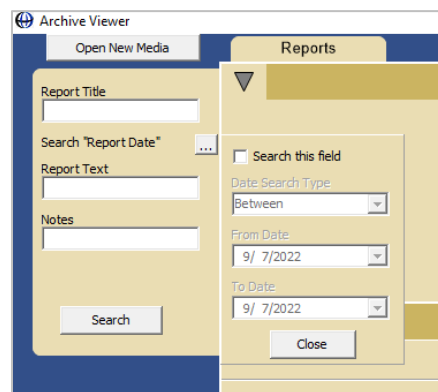 Archive Viewer
Open New Media
Reports
Report Title
Search "Report Date"
...
Report Text
Notes
Search
Search this field
Date Search Type
Between
From Date
9/ 7/2022
To Date
9/ 7/2022
Close